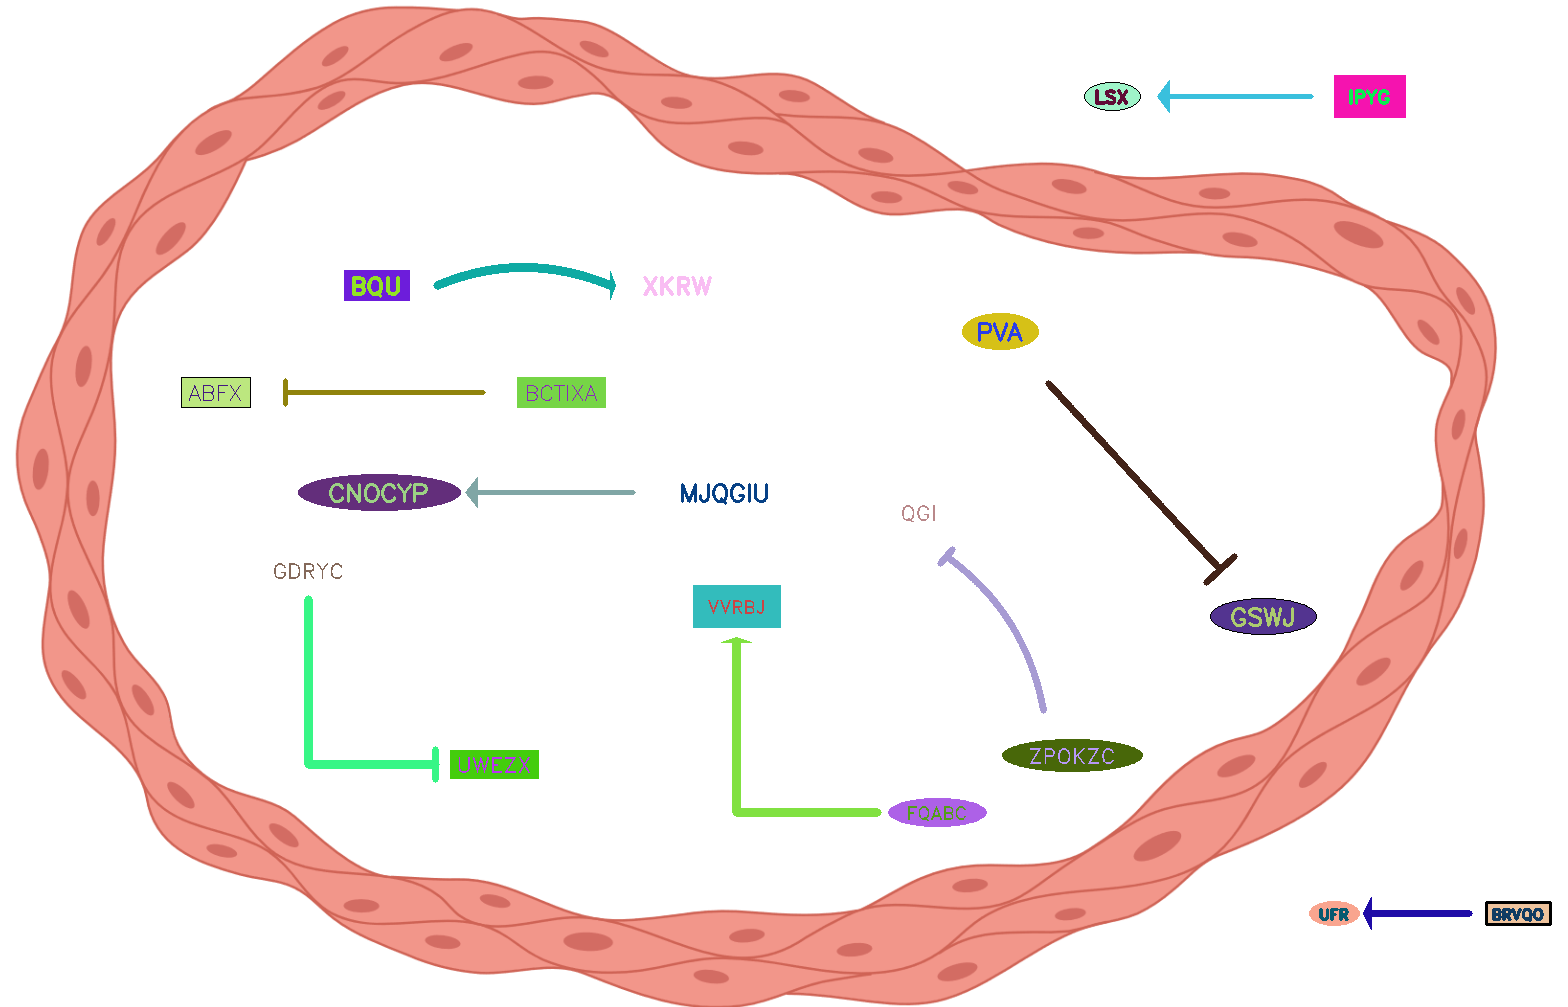 LSX
IPYG
BQU
XKRW
PVA
ABFX
BCTIXA
CNOCYP
MJQGIU
QGI
GDRYC
VVRBJ
GSWJ
UWEZX
ZPOKZC
FQABC
UFR
BRVQO